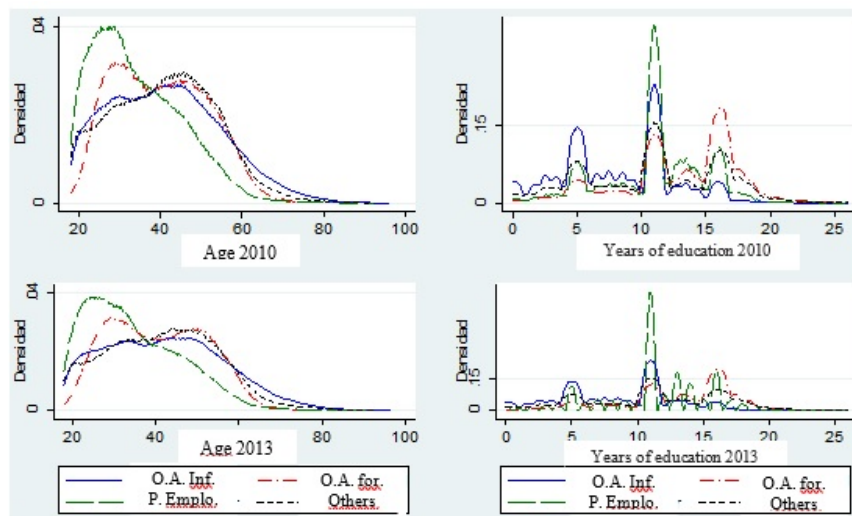 .04
Densidad
0
20 40 60 80 100
Age 2010
.15
Densidad
0
0 5 10 15 20 25
Years of education 2010
.04
Densidad
0
20 40 60 80 100
Age 2013
.15
Densidad
0
0 5 10 15 20 25
Years of education 2013
O.A. Inf. O.A. for.
P. Emplo. Others
O.A. Inf. O.A. for.
P. Emplo. Others